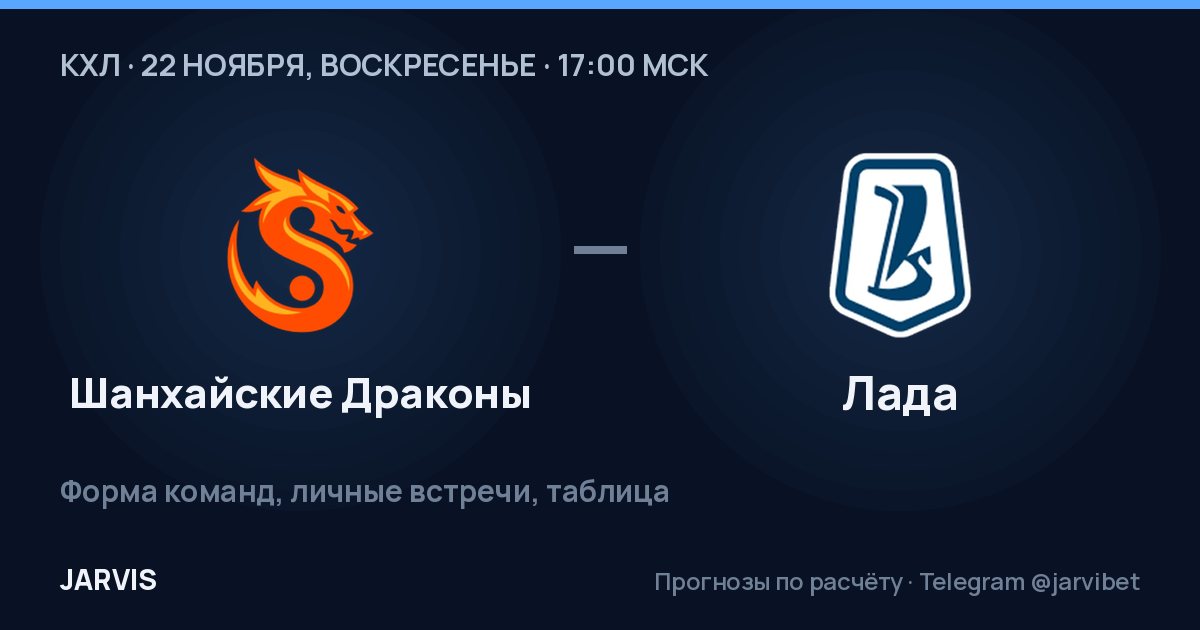 КХЛ · 22 НОЯБРЯ, ВОСКРЕСЕНЬЕ · 17:00 МСК
—
Шанхайские Драконы
Лада
Форма команд, личные встречи, таблица
JARVIS
Прогнозы по расчёту · Telegram @jarvibet